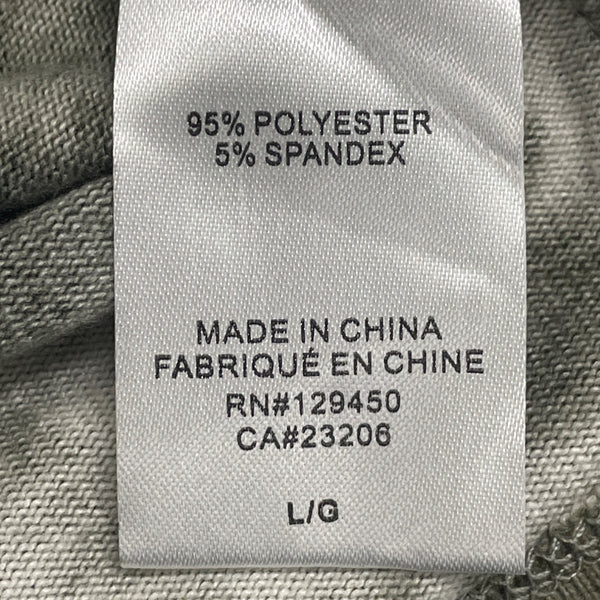 95% POLYESTER
5% SPANDEX
MADE IN CHINA
FABRIQUÉ EN CHINE
RN#129450
CA#23206
L/G